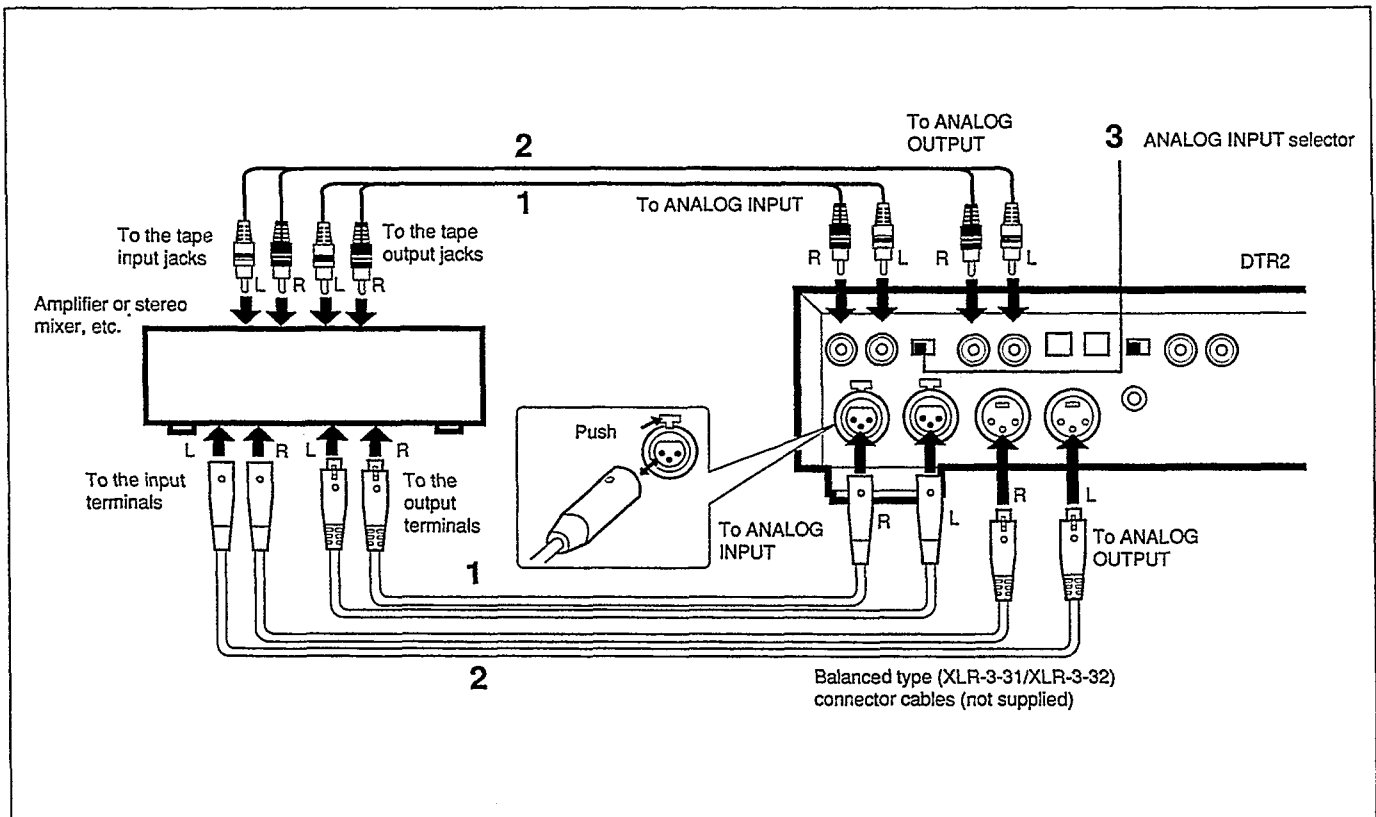 To ANALOG
OUTPUT
2
3 ANALOG INPUT selector
1
To ANALOG INPUT
To the tape
input jacks
To the tape
output jacks
L R L R
R L R L
DTR2
Amplifier or stereo
mixer, etc.
Push
L R L R
To the input
terminals
To the
output
terminals
To ANALOG
INPUT
R L
R L
To ANALOG
OUTPUT
1
2
Balanced type (XLR-3-31/XLR-3-32)
connector cables (not supplied)